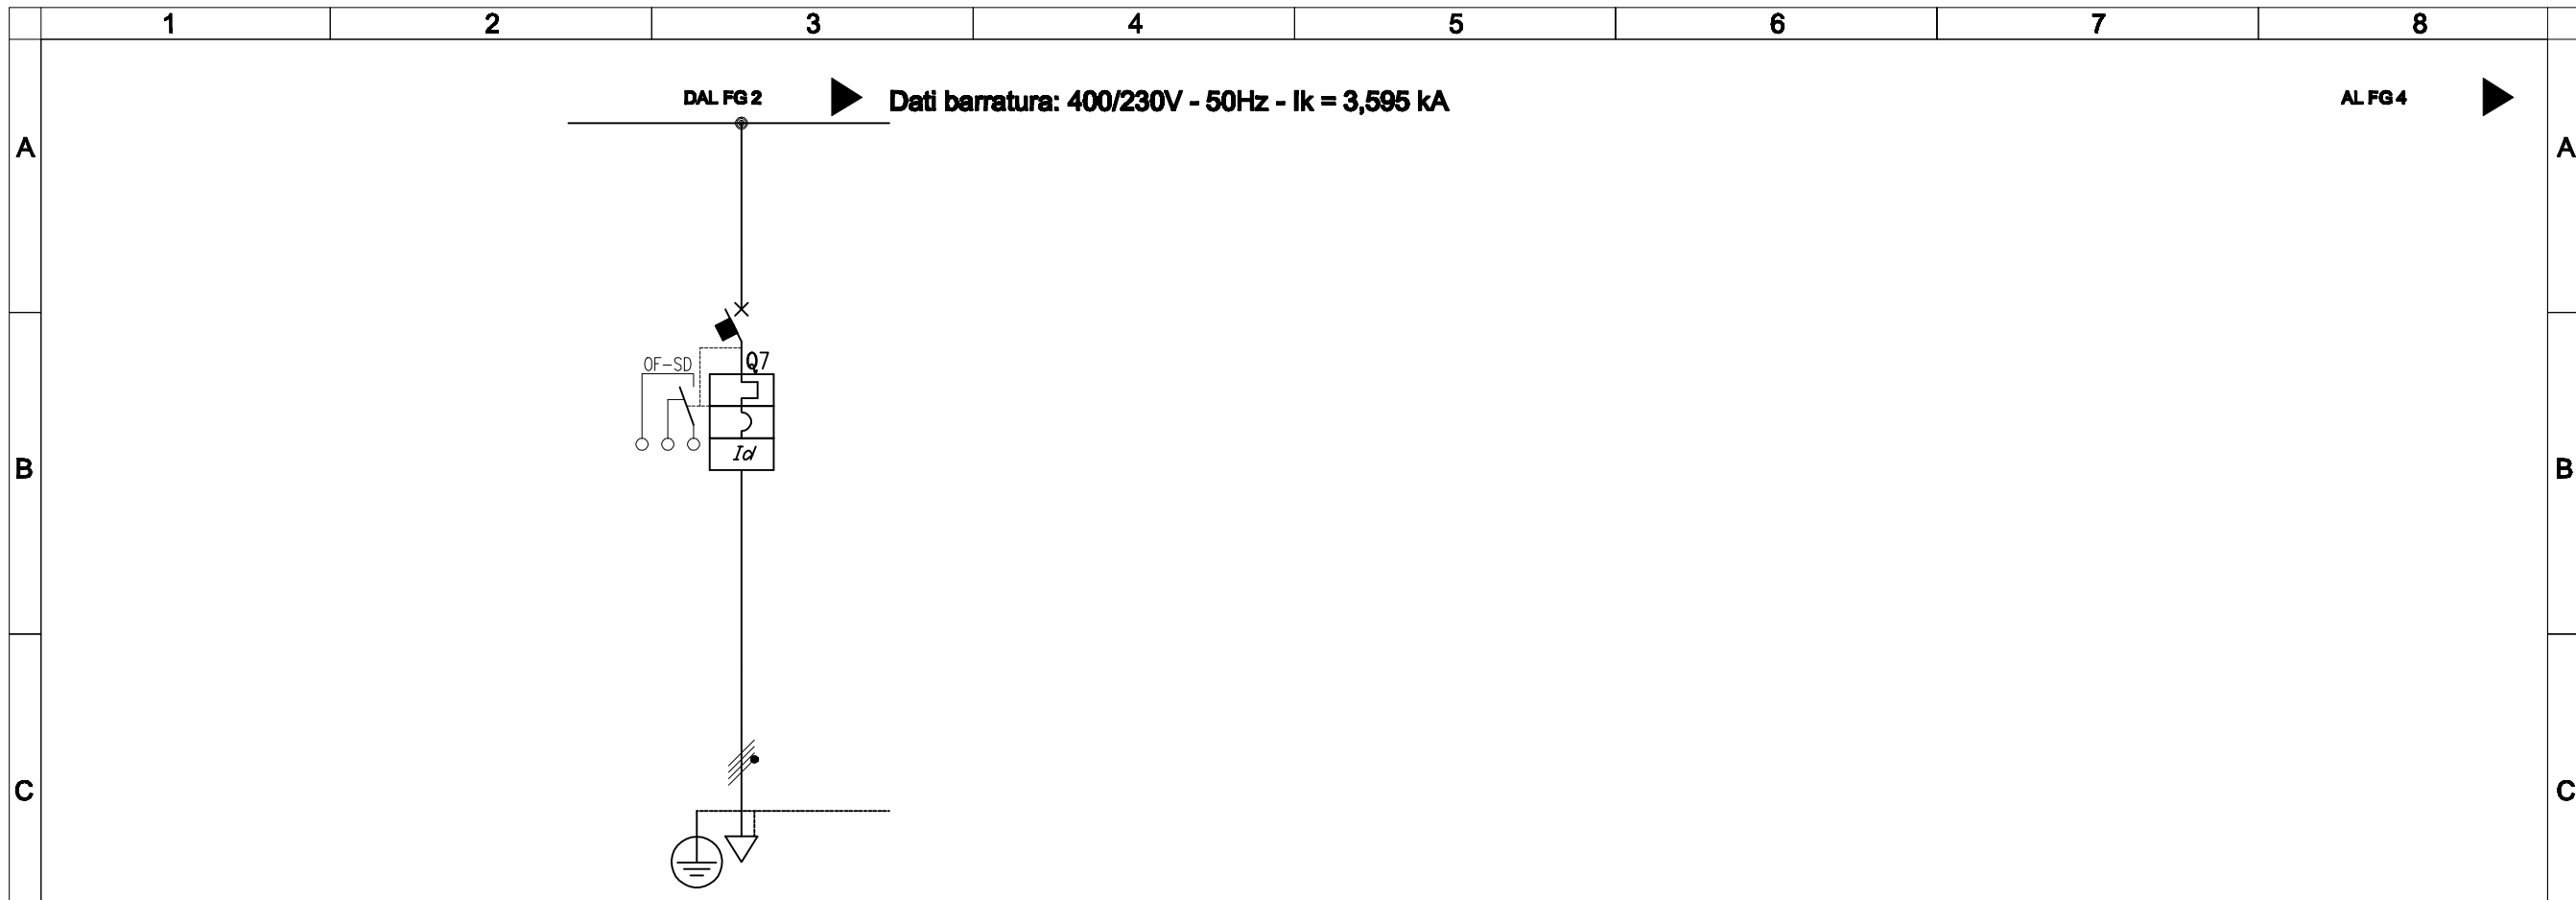 1 2 3 4 5 6 7 8
DAL FG 2 Dati barratura: 400/230V - 50Hz - Ik = 3,595 kA AL FG 4
A A
OF-SD Q7
Id
B B
C C